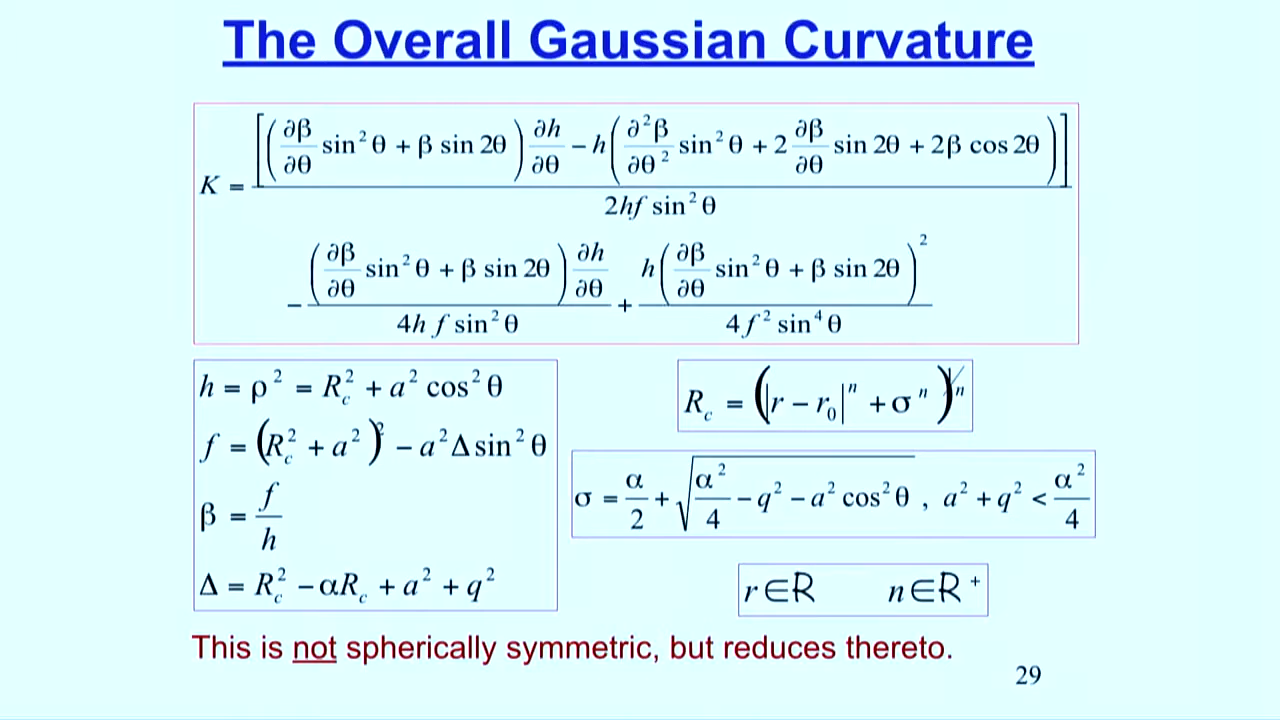 The Overall Gaussian Curvature
K = [(∂β/∂θ sin²θ + β sin 2θ) ∂h/∂θ − h(∂²β/∂θ² sin²θ + 2 ∂β/∂θ sin 2θ + 2β cos 2θ)] / 2hf sin²θ
− (∂β/∂θ sin²θ + β sin 2θ) ∂h/∂θ / 4h f sin²θ + h(∂β/∂θ sin²θ + β sin 2θ)² / 4f² sin⁴θ
h = ρ² = R_c² + a² cos²θ
f = (R_c² + a²)² − a²Δ sin²θ
β = f/h
Δ = R_c² − αR_c + a² + q²
R_c = (|r − r₀|ⁿ + σⁿ)^(1/n)
σ = α/2 + √(α²/4 − q² − a² cos²θ) , a² + q² < α²/4
r∈ℝ n∈ℝ⁺
This is not spherically symmetric, but reduces thereto.
29